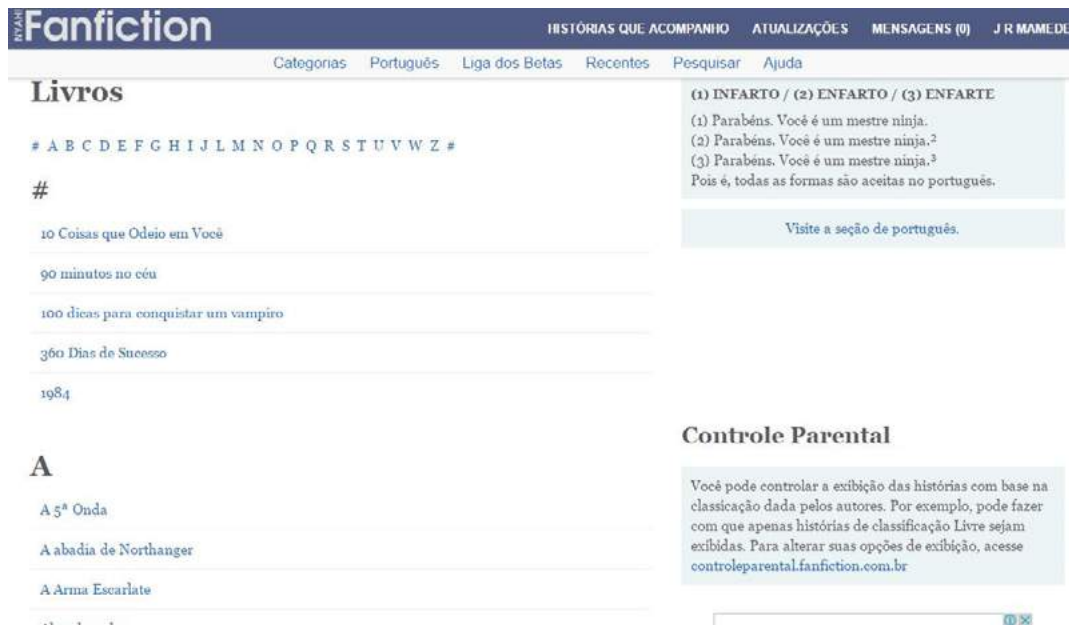 NYAH!
Fanfiction
HISTÓRIAS QUE ACOMPANHO ATUALIZAÇÕES MENSAGENS (0) J R MAMEDE
Categorias Português Liga dos Betas Recentes Pesquisar Ajuda
Livros
# A B C D E F G H I J L M N O P Q R S T U V W Z #
#
10 Coisas que Odeio em Você
90 minutos no céu
100 dicas para conquistar um vampiro
360 Dias de Sucesso
1984
A
A 5ª Onda
A abadia de Northanger
A Arma Escarlate
(1) INFARTO / (2) ENFARTO / (3) ENFARTE
(1) Parabéns. Você é um mestre ninja.
(2) Parabéns. Você é um mestre ninja.²
(3) Parabéns. Você é um mestre ninja.³
Pois é, todas as formas são aceitas no português.
Visite a seção de português.
Controle Parental
Você pode controlar a exibição das histórias com base na
classicação dada pelos autores. Por exemplo, pode fazer
com que apenas histórias de classificação Livre sejam
exibidas. Para alterar suas opções de exibição, acesse
controleparental.fanfiction.com.br